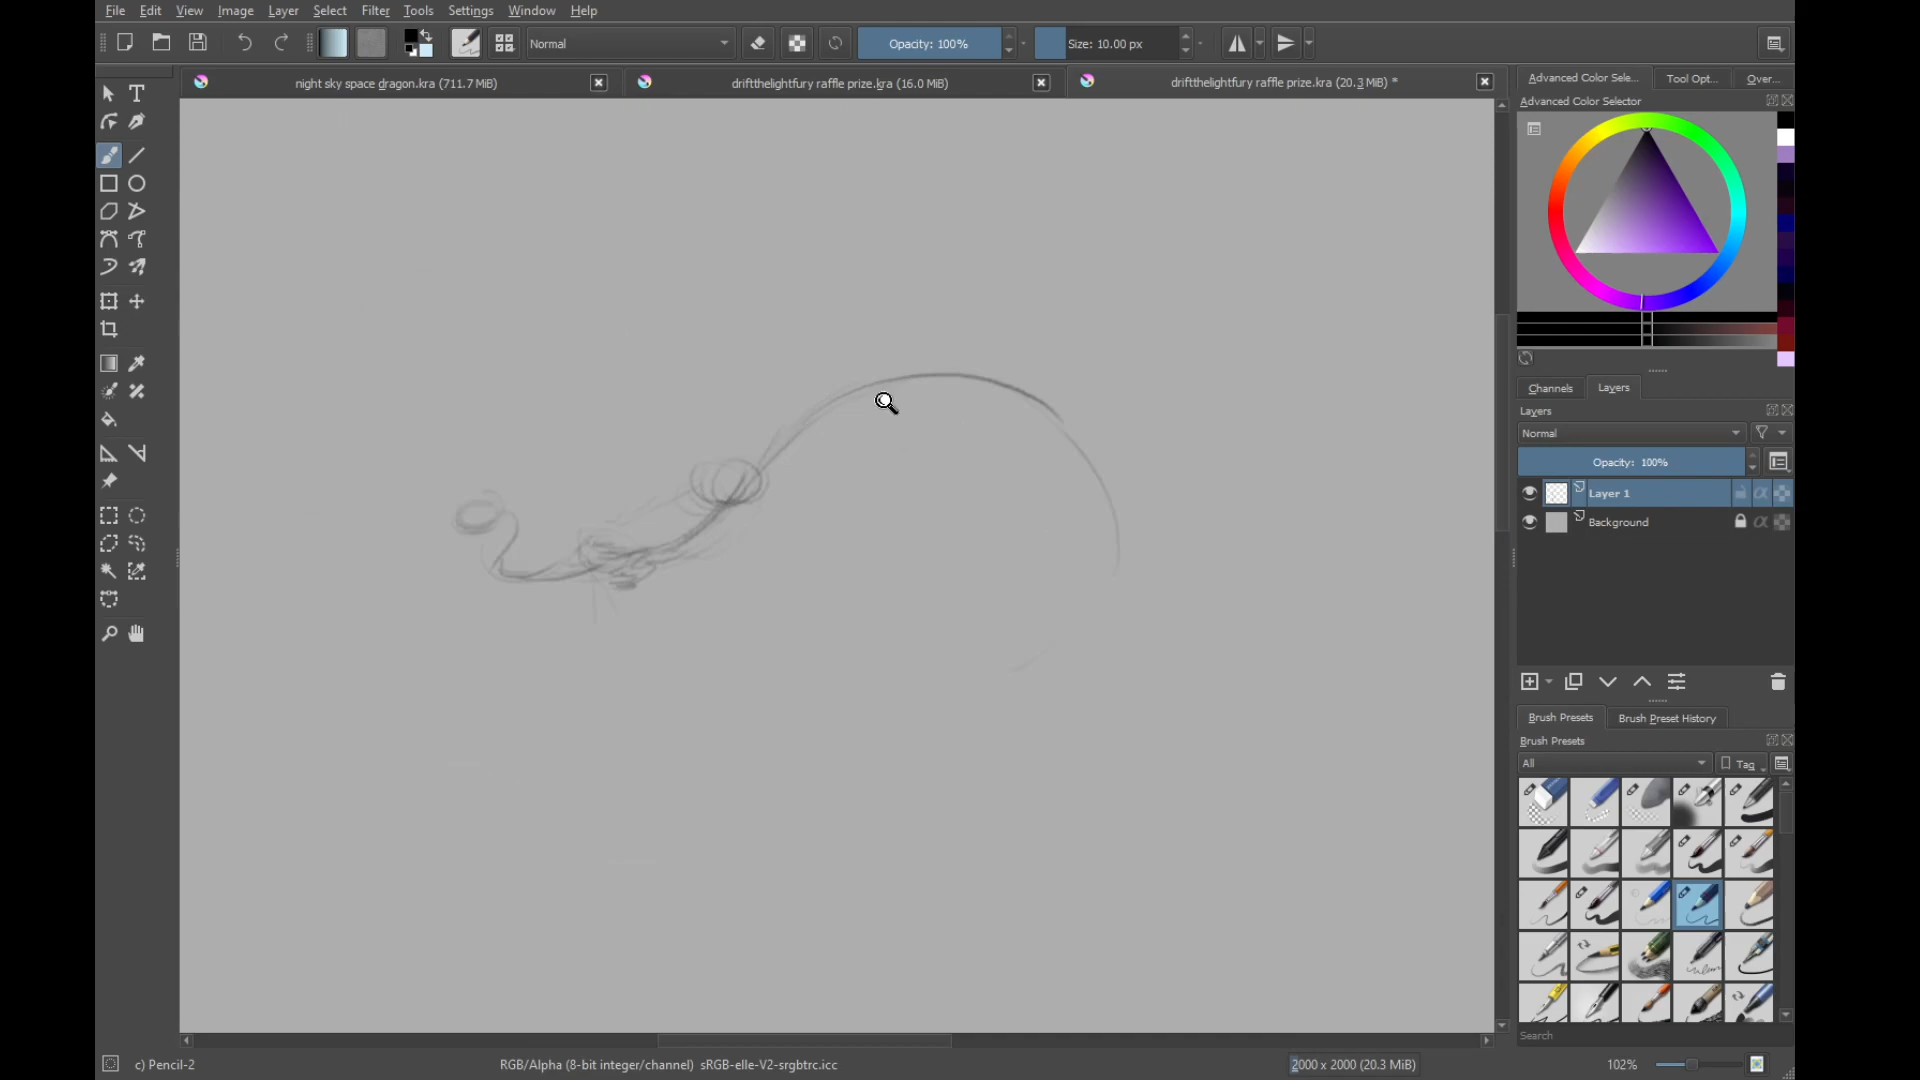 File Edit View Image Layer Select Filter Tools Settings Window Help
Normal Opacity: 100% Size: 10.00 px
night sky space dragon.kra (711.7 MiB) driftthelightfury raffle prize.kra (16.0 MiB) driftthelightfury raffle prize.kra (20.3 MiB) *
Advanced Color Sele... Tool Opt... Over...
Advanced Color Selector
Channels Layers
Layers
Normal
Opacity: 100%
Layer 1
Background
Brush Presets Brush Preset History
Brush Presets
All Tag
Search
c) Pencil-2 RGB/Alpha (8-bit integer/channel) sRGB-elle-V2-srgbtrc.icc 2000 x 2000 (20.3 MiB) 102%